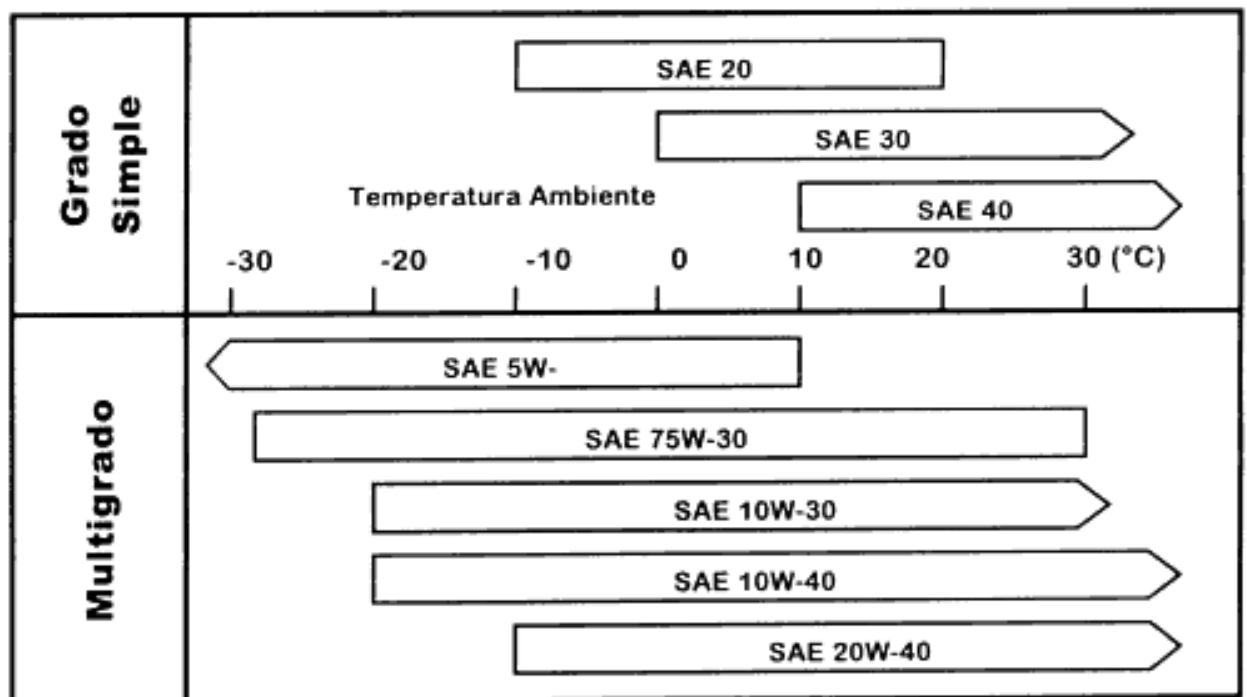 Grado
Simple
SAE 20
SAE 30
SAE 40
Temperatura Ambiente
-30 -20 -10 0 10 20 30 (°C)
Multigrado
SAE 5W-
SAE 75W-30
SAE 10W-30
SAE 10W-40
SAE 20W-40